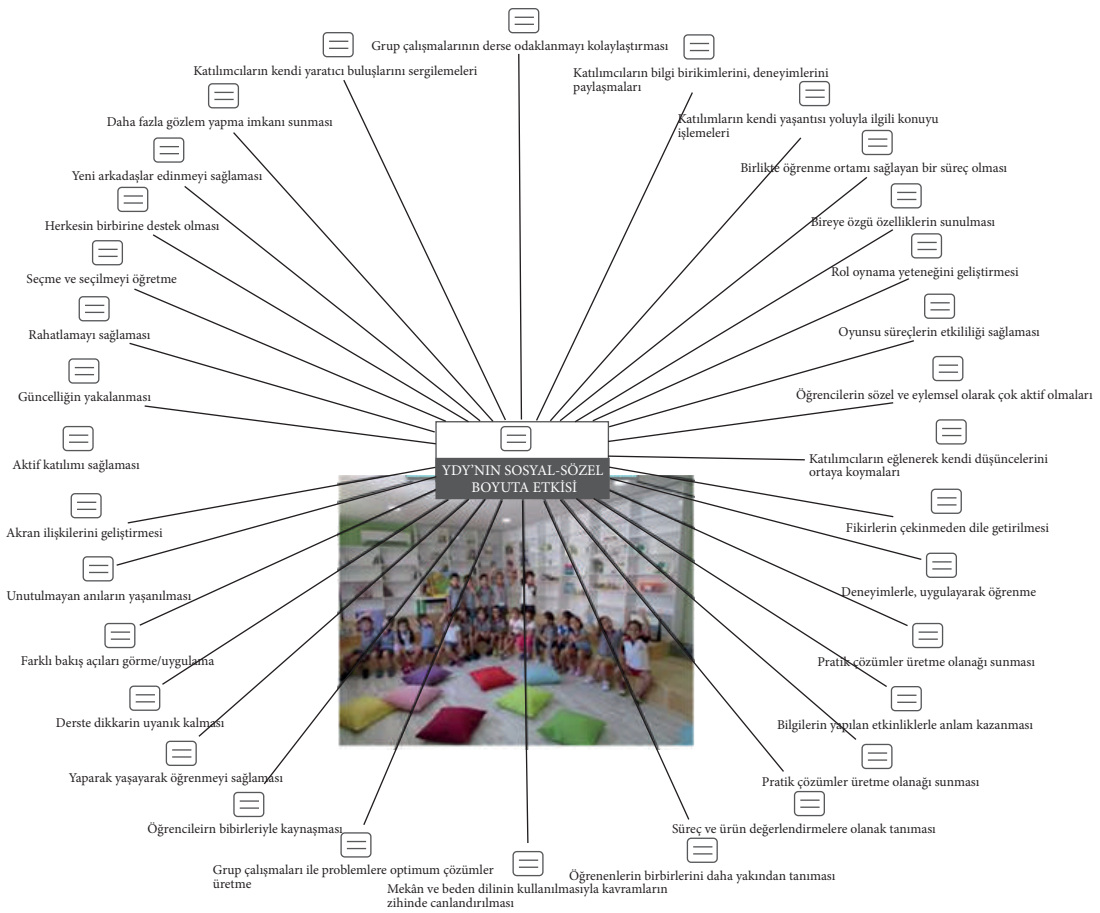 Grup çalışmalarının derse odaklanmayı kolaylaştırması
Katılımcıların kendi yaratıcı buluşlarını sergilemeleri
Katılımcıların bilgi birikimlerini, deneyimlerini
paylaşmaları
Daha fazla gözlem yapma imkanı sunması
Katılımların kendi yaşantısı yoluyla ilgili konuyu
işlemeleri
Yeni arkadaşlar edinmeyi sağlaması
Birlikte öğrenme ortamı sağlayan bir süreç olması
Herkesin birbirine destek olması
Bireye özgü özelliklerin sunulması
Seçme ve seçilmeyi öğretme
Rol oynama yeteneğini geliştirmesi
Rahatlamayı sağlaması
Oyunsu süreçlerin etkililiği sağlaması
Güncelliğin yakalanması
Öğrencilerin sözel ve eylemsel olarak çok aktif olmaları
Aktif katılımı sağlaması
Katılımcıların eğlenerek kendi düşüncelerini
ortaya koymaları
YDY'NIN SOSYAL-SÖZEL
BOYUTA ETKİSİ
Akran ilişkilerini geliştirmesi
Fikirlerin çekinmeden dile getirilmesi
Unutulmayan anıların yaşanılması
Deneyimlerle, uygulayarak öğrenme
Farklı bakış açıları görme/uygulama
Pratik çözümler üretme olanağı sunması
Derste dikkarin uyanık kalması
Bilgilerin yapılan etkinliklerle anlam kazanması
Yaparak yaşayarak öğrenmeyi sağlaması
Pratik çözümler üretme olanağı sunması
Öğrencileirn bibirleriyle kaynaşması
Süreç ve ürün değerlendirmelere olanak tanıması
Grup çalışmaları ile problemlere optimum çözümler
üretme
Öğrenenlerin birbirlerini daha yakından tanıması
Mekân ve beden dilinin kullanılmasıyla kavramların
zihinde canlandırılması